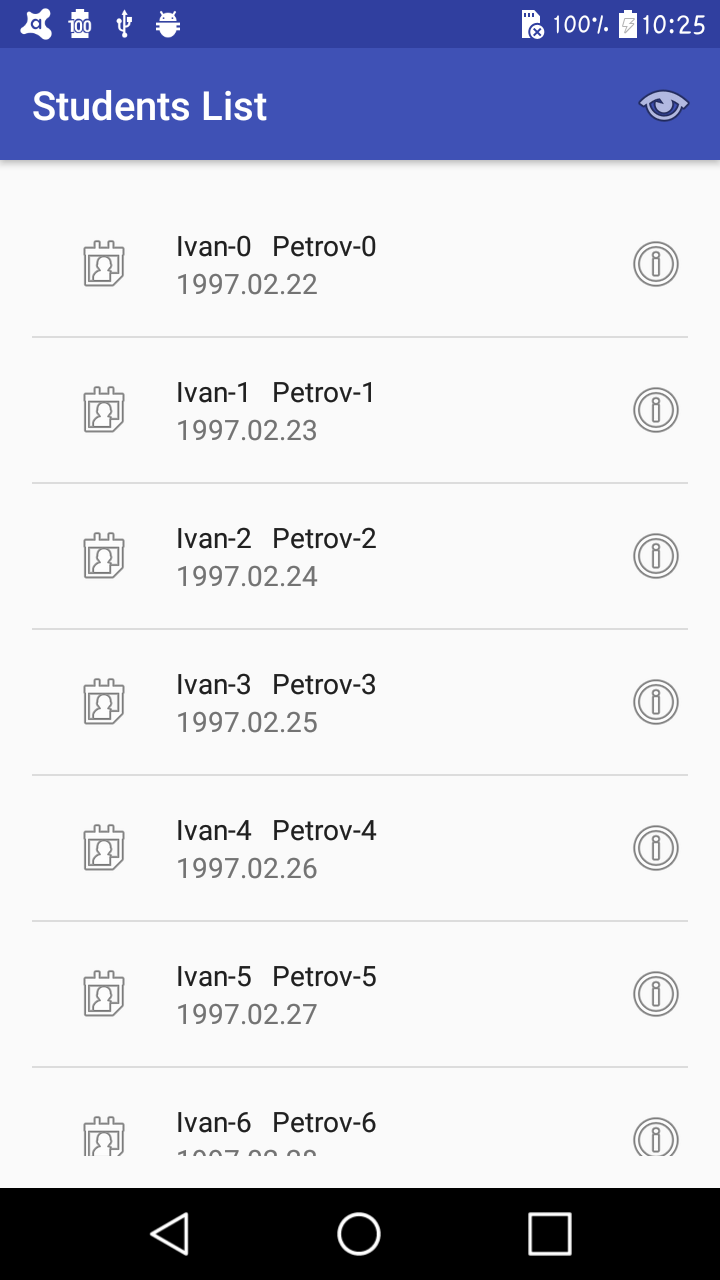 100 100% 10:25
Students List
Ivan-0 Petrov-0
1997.02.22
Ivan-1 Petrov-1
1997.02.23
Ivan-2 Petrov-2
1997.02.24
Ivan-3 Petrov-3
1997.02.25
Ivan-4 Petrov-4
1997.02.26
Ivan-5 Petrov-5
1997.02.27
Ivan-6 Petrov-6